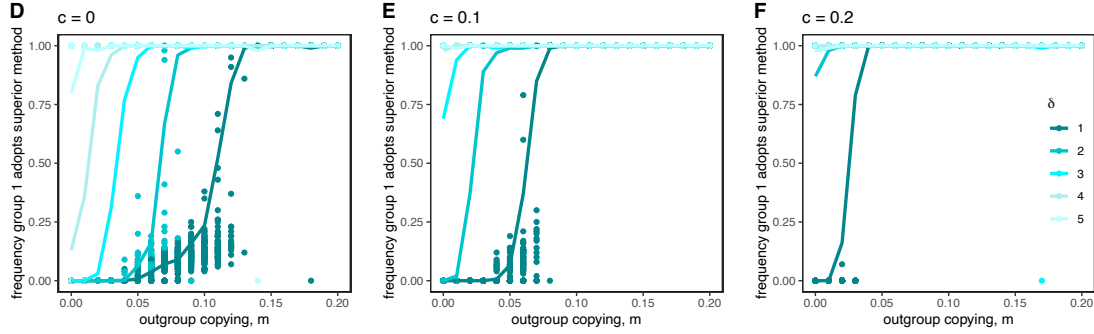 D
c = 0
frequency group 1 adopts superior method
1.00
0.75
0.50
0.25
0.00
0.00 0.05 0.10 0.15 0.20
outgroup copying, m
E
c = 0.1
frequency group 1 adopts superior method
1.00
0.75
0.50
0.25
0.00
0.00 0.05 0.10 0.15 0.20
outgroup copying, m
F
c = 0.2
frequency group 1 adopts superior method
1.00
0.75
0.50
0.25
0.00
0.00 0.05 0.10 0.15 0.20
outgroup copying, m
δ
1
2
3
4
5